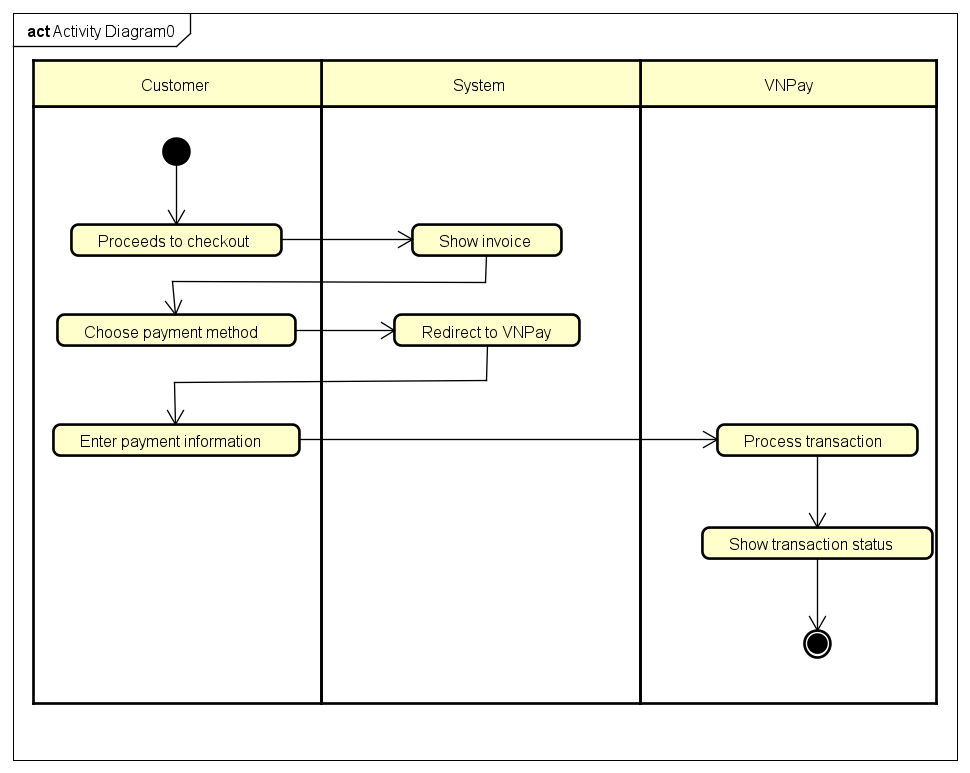 act Activity Diagram0
Customer
System
VNPay
Proceeds to checkout
Show invoice
Choose payment method
Redirect to VNPay
Enter payment information
Process transaction
Show transaction status